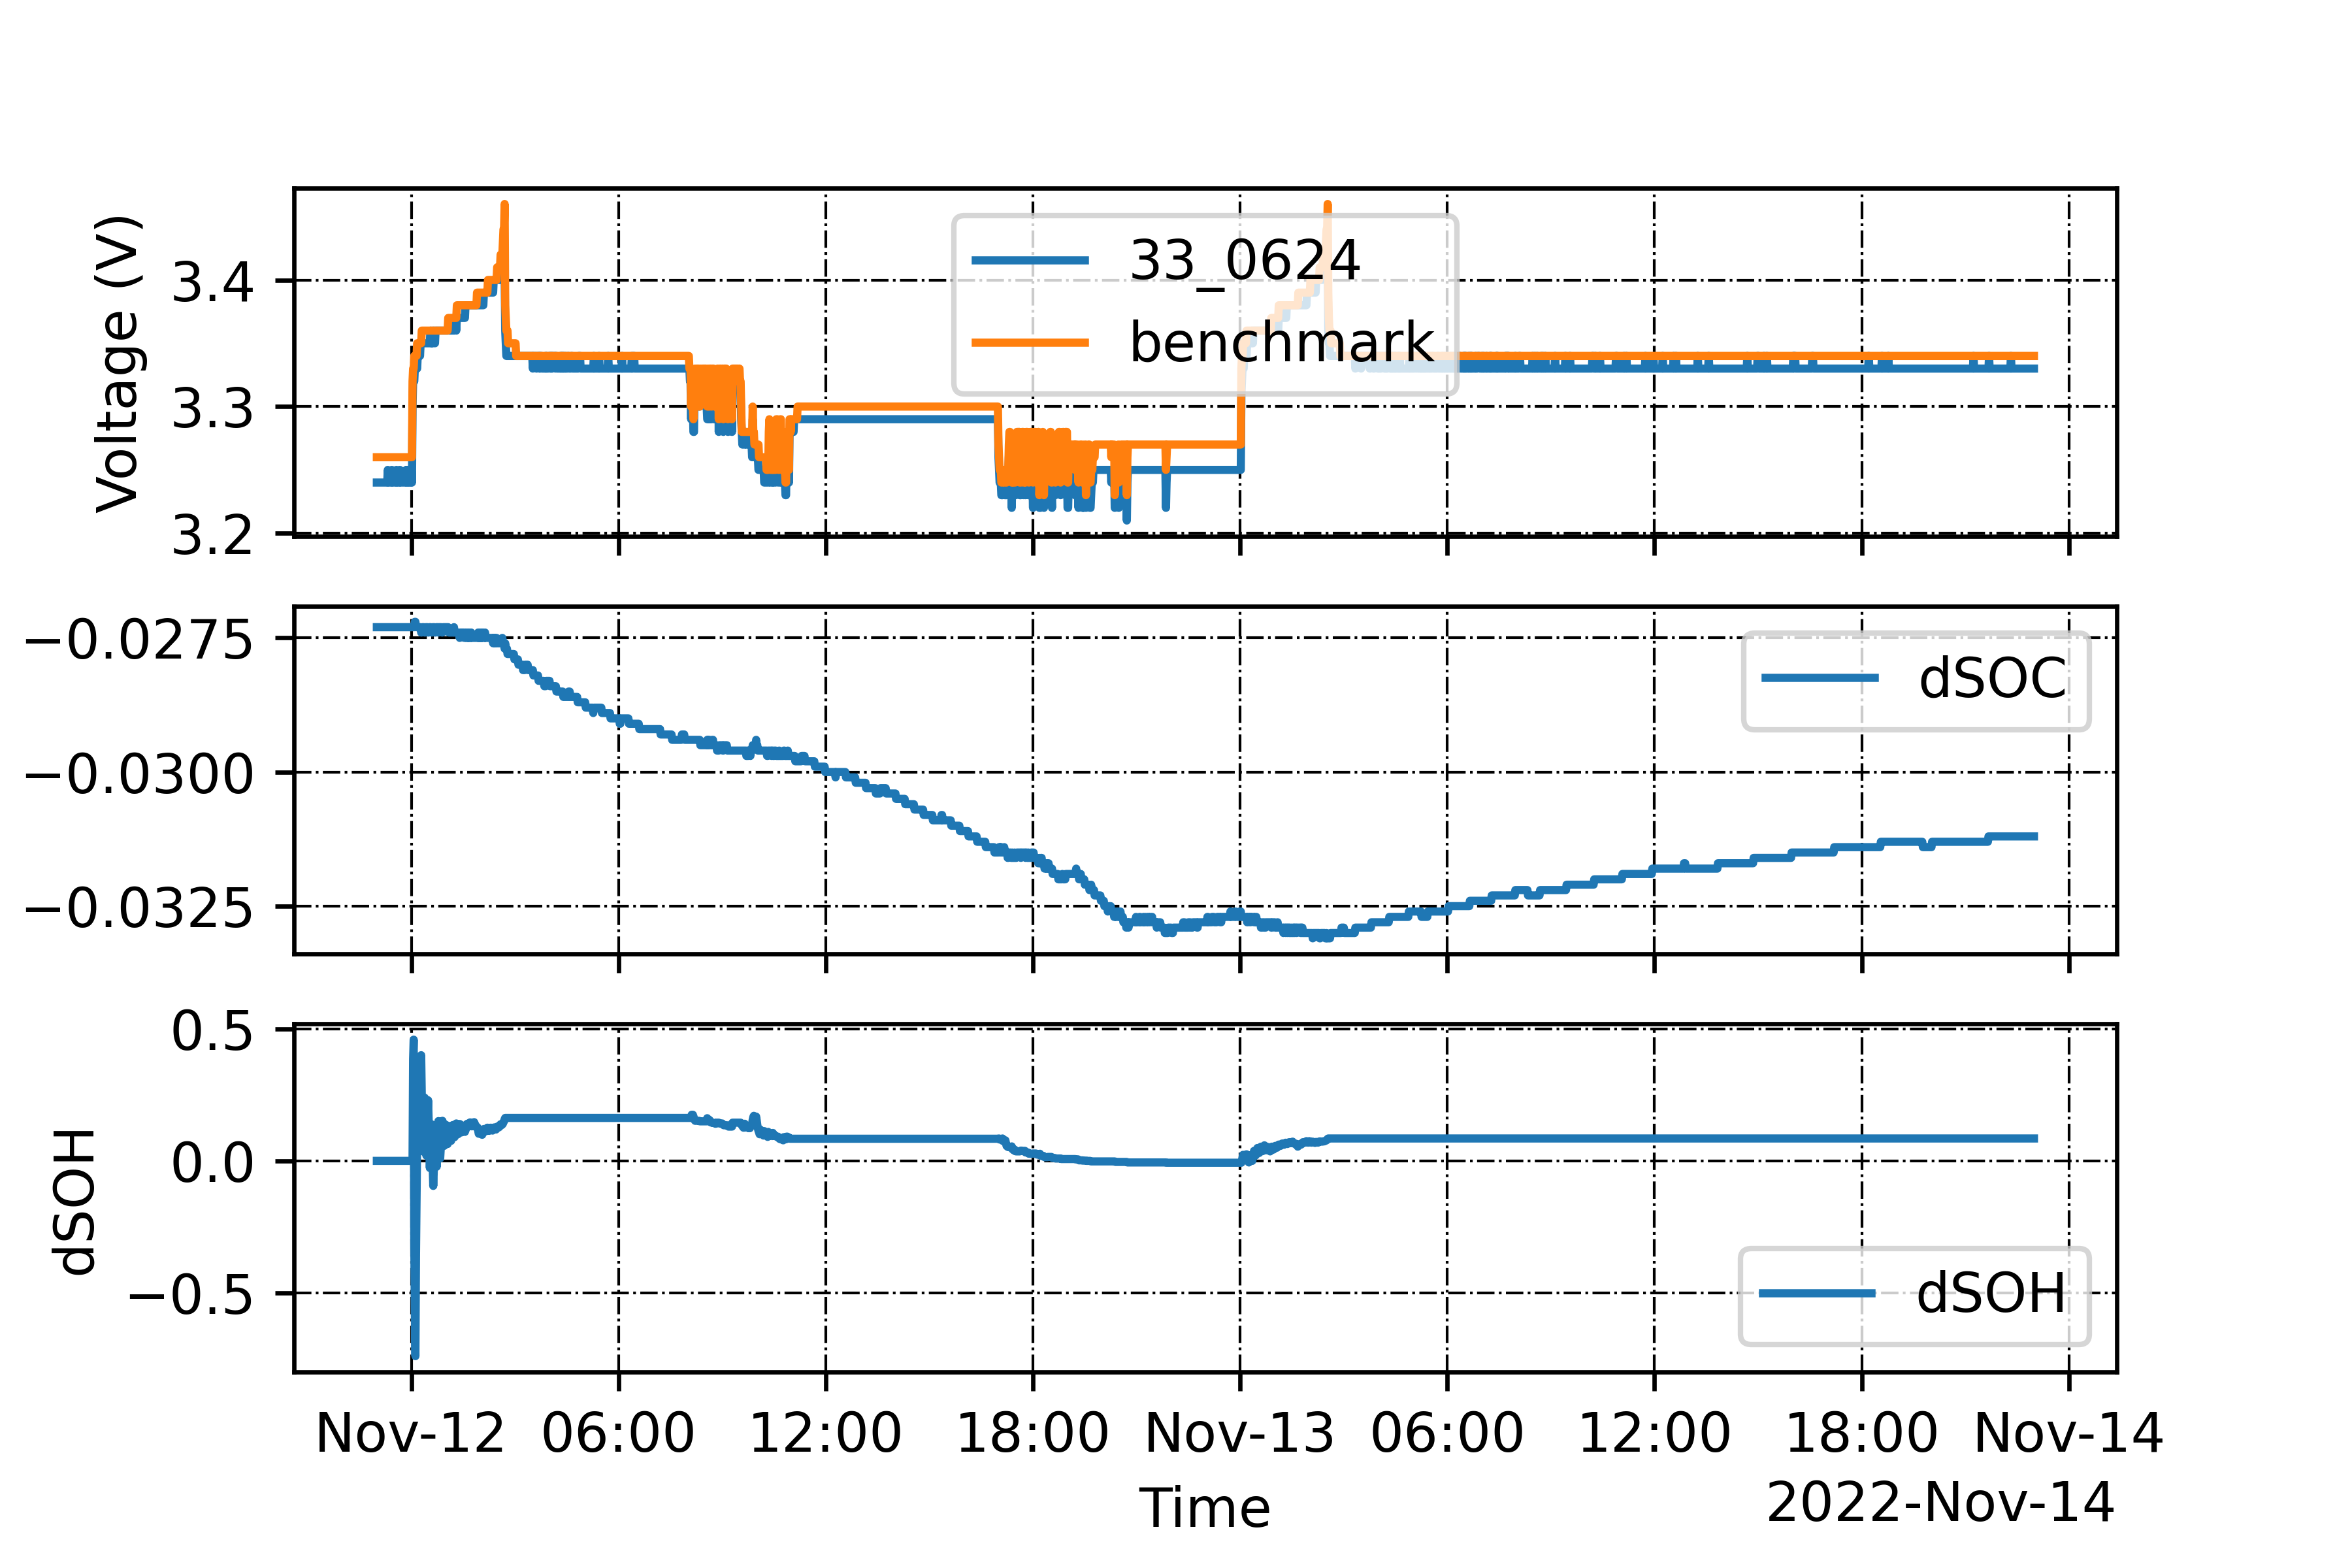 Voltage (V)
3.4
3.3
3.2
33_0624
benchmark
−0.0275
−0.0300
−0.0325
dSOC
dSOH
0.5
0.0
−0.5
dSOH
Nov-12 06:00 12:00 18:00 Nov-13 06:00 12:00 18:00 Nov-14
Time
2022-Nov-14